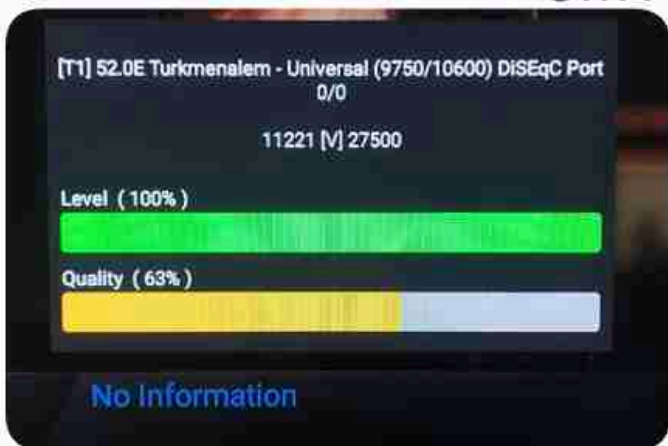 [T1] 52.0E Turkmenalem - Universal (9750/10600) DiSEqC Port
0/0
11221 [V] 27500
Level ( 100% )
Quality ( 63% )
No Information